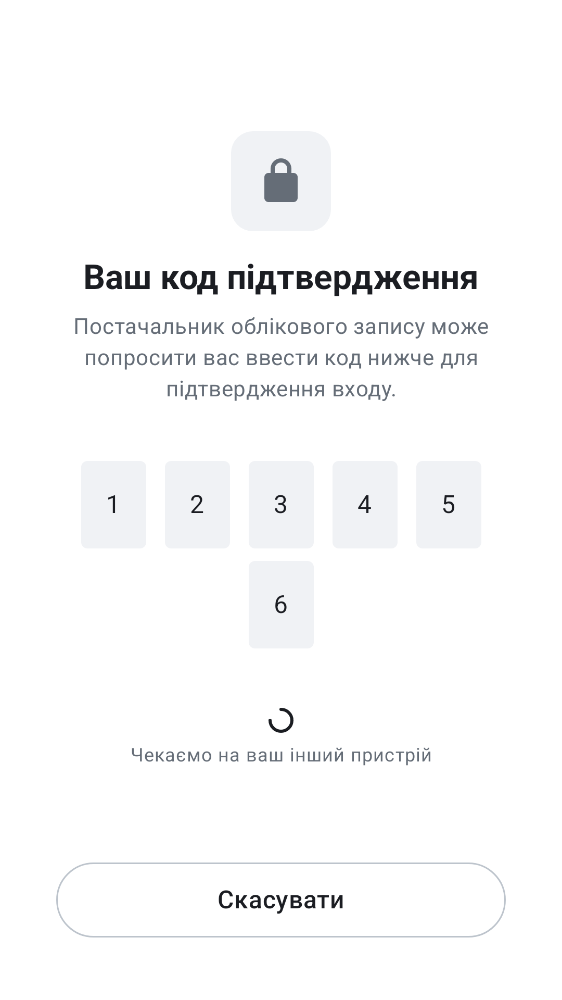 Ваш код підтвердження
Постачальник облікового запису може
попросити вас ввести код нижче для
підтвердження входу.
1 2 3 4 5
6
Чекаємо на ваш інший пристрій
Скасувати